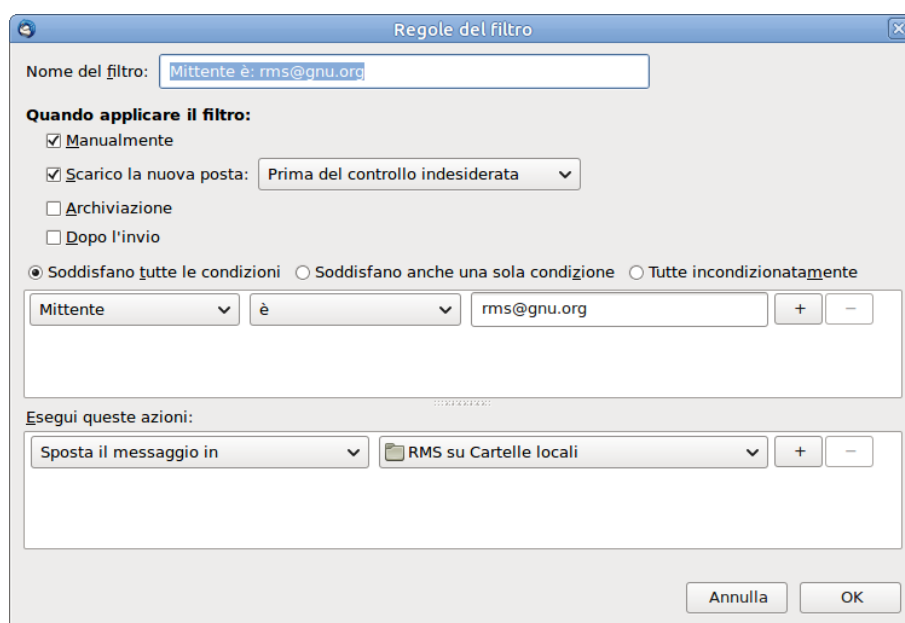 Regole del filtro
Nome del filtro: Mittente è: rms@gnu.org
Quando applicare il filtro:
Manualmente
Scarico la nuova posta: Prima del controllo indesiderata
Archiviazione
Dopo l'invio
Soddisfano tutte le condizioni Soddisfano anche una sola condizione Tutte incondizionatamente
Mittente è rms@gnu.org + −
Esegui queste azioni:
Sposta il messaggio in RMS su Cartelle locali + −
Annulla OK